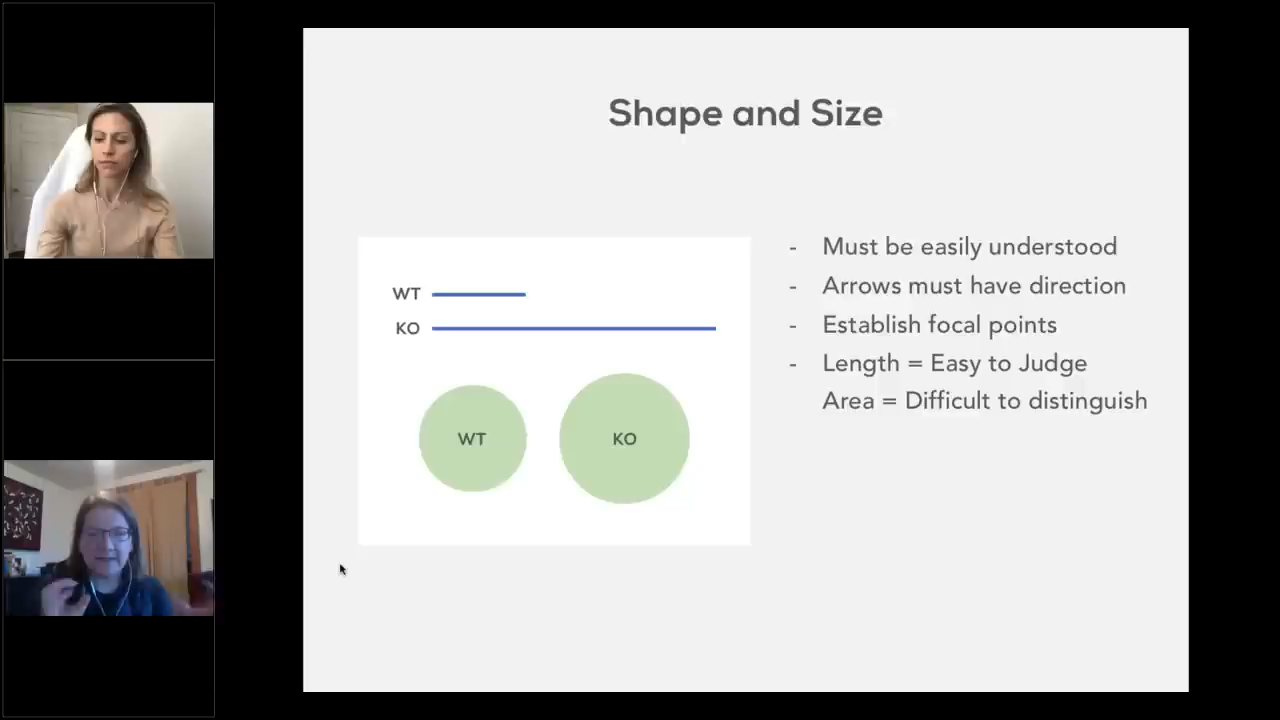 Shape and Size
WT
KO
WT
KO
- Must be easily understood
- Arrows must have direction
- Establish focal points
- Length = Easy to Judge
Area = Difficult to distinguish